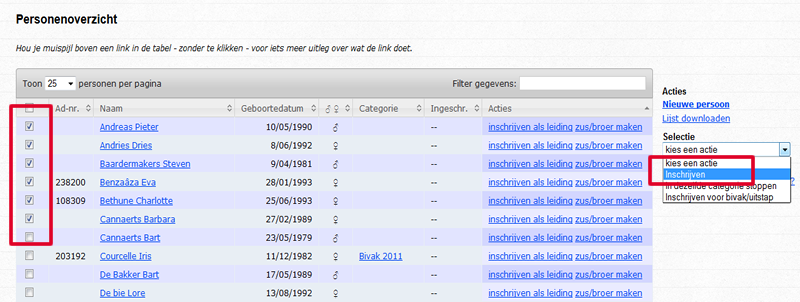 Personenoverzicht
Hou je muispijl boven een link in de tabel - zonder te klikken - voor iets meer uitleg over wat de link doet.
Toon 25 personen per pagina Filter gegevens:
Ad-nr. Naam Geboortedatum ♂♀ Categorie Ingeschr. Acties
Andreas Pieter 10/05/1990 ♂ -- inschrijven als leiding zus/broer maken
Andries Dries 8/06/1992 ♀ -- inschrijven als leiding zus/broer maken
Baardermakers Steven 9/04/1981 ♂ -- inschrijven als leiding zus/broer maken
238200 Benzaâza Eva 28/01/1993 ♀ -- inschrijven als leiding zus/broer maken
108309 Bethune Charlotte 25/06/1993 ♀ -- inschrijven als leiding zus/broer maken
Cannaerts Barbara 27/02/1989 ♀ -- inschrijven als leiding zus/broer maken
Cannaerts Bart 23/05/1979 ♂ -- inschrijven als leiding zus/broer maken
203192 Courcelle Iris 11/12/1982 ♀ Bivak 2011 -- inschrijven als leiding zus/broer maken
De Bakker Bart 17/05/1989 ♂ -- inschrijven als leiding zus/broer maken
De bie Lore 13/08/1992 ♀ -- inschrijven als leiding zus/broer maken
Acties
Nieuwe persoon
Lijst downloaden
Selectie
kies een actie
kies een actie
Inschrijven
In dezelfde categorie stoppen
Inschrijven voor bivak/uitstap